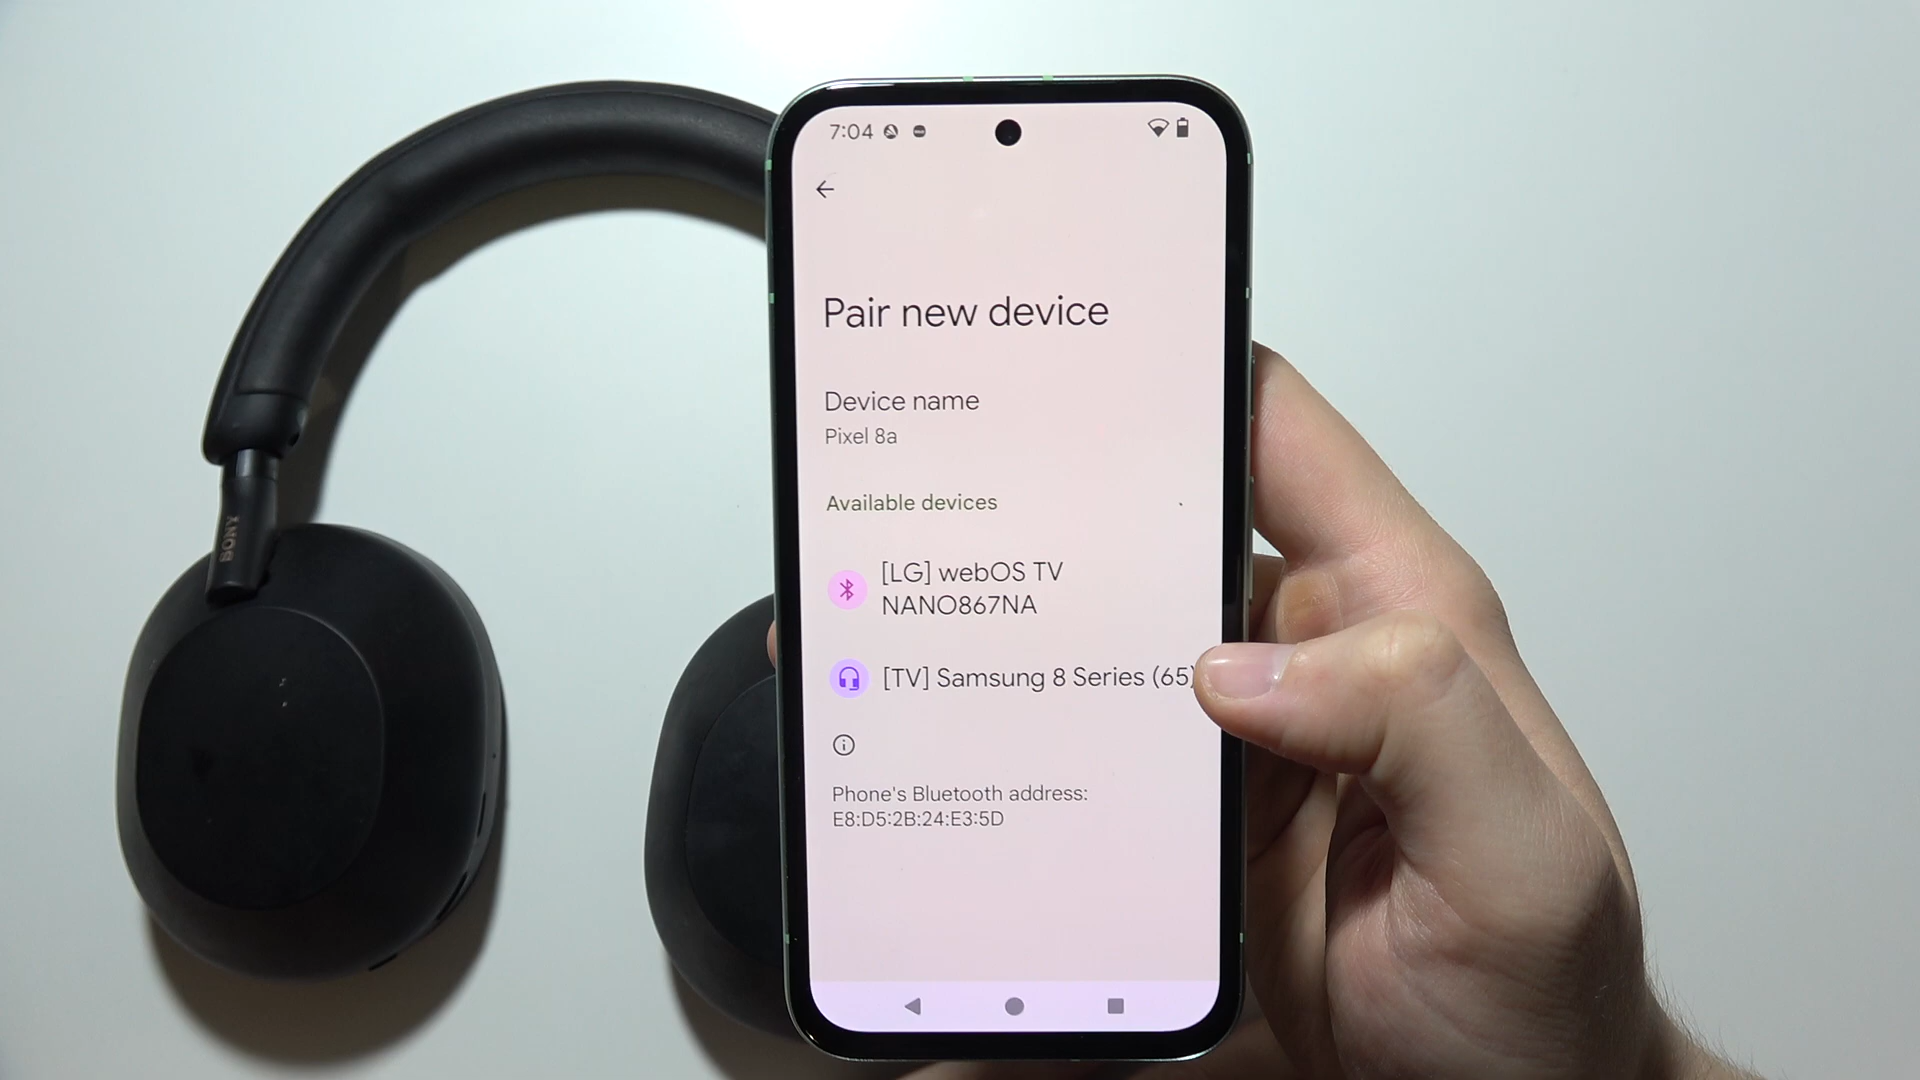 7:04
Pair new device
Device name
Pixel 8a
Available devices
[LG] webOS TV
NANO867NA
SONY
[TV] Samsung 8 Series (65)
Phone's Bluetooth address:
E8:D5:2B:24:E3:5D